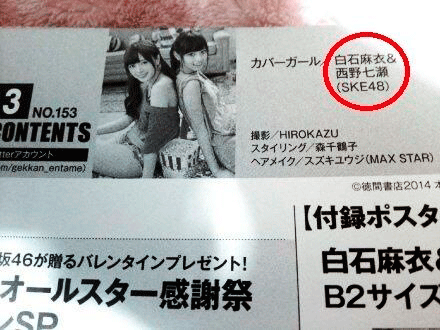 カバーガール／白石麻衣&
西野七瀬
(SKE48)
3
NO.153
CONTENTS
tterアカウント
om/gekkan_entame)
撮影／HIROKAZU
スタイリング／森千鶴子
ヘアメイク／スズキユウジ(MAX STAR)
©徳間書店2014
坂46が贈るバレンタインプレゼント!
オールスター感謝祭
SP
【付録ポスタ
白石麻衣&
B2サイズ